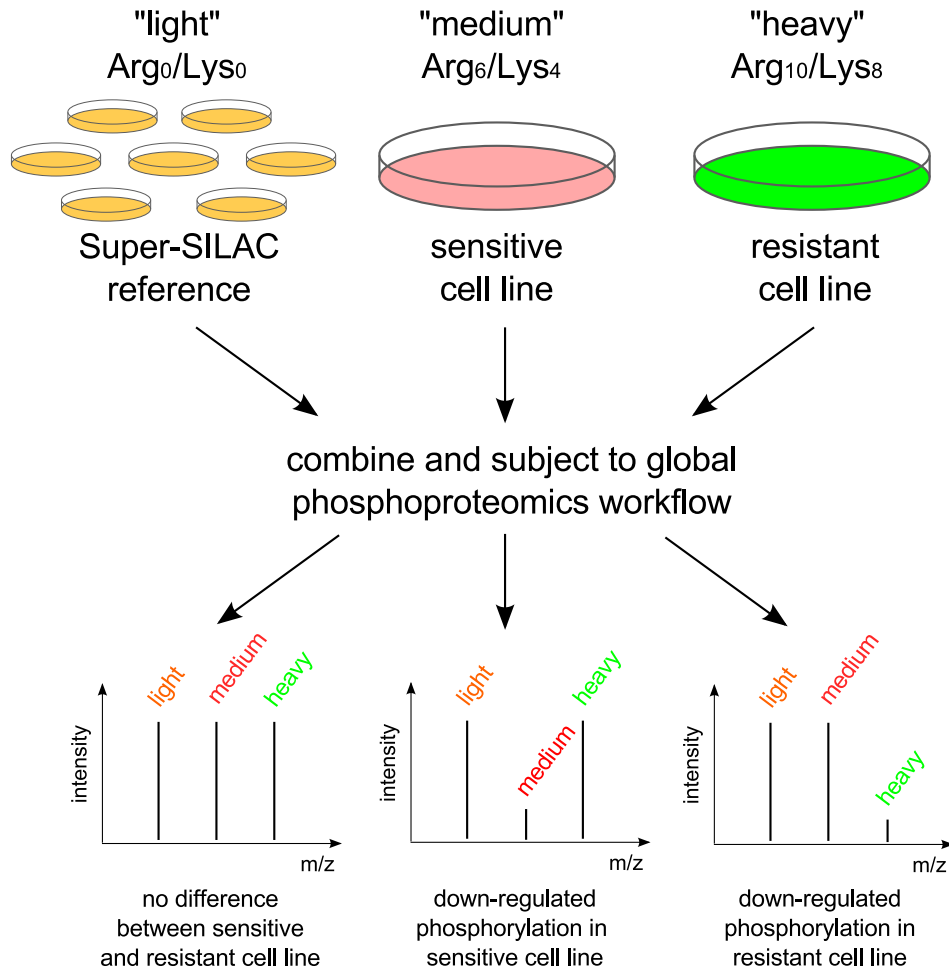 "light"
Arg0/Lys0
"medium"
Arg6/Lys4
"heavy"
Arg10/Lys8
Super-SILAC
reference
sensitive
cell line
resistant
cell line
combine and subject to global
phosphoproteomics workflow
light
medium
heavy
intensity
m/z
no difference
between sensitive
and resistant cell line
light
medium
heavy
intensity
m/z
down-regulated
phosphorylation in
sensitive cell line
light
medium
heavy
intensity
m/z
down-regulated
phosphorylation in
resistant cell line